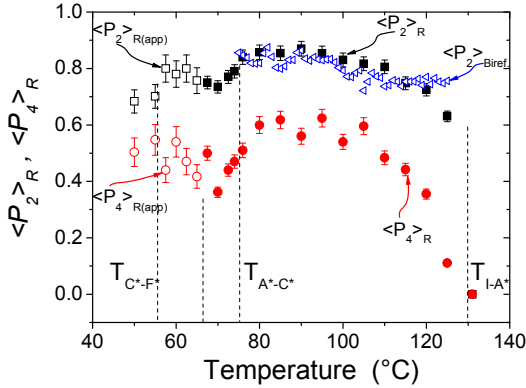 <P2>R(app)
<P2>R
<P2>Biref.
<P4>R(app)
<P4>R
TC*-F*
TA*-C*
TI-A*
<P2>R , <P4>R
1.0
0.8
0.6
0.4
0.2
0.0
40 60 80 100 120 140
Temperature (°C)